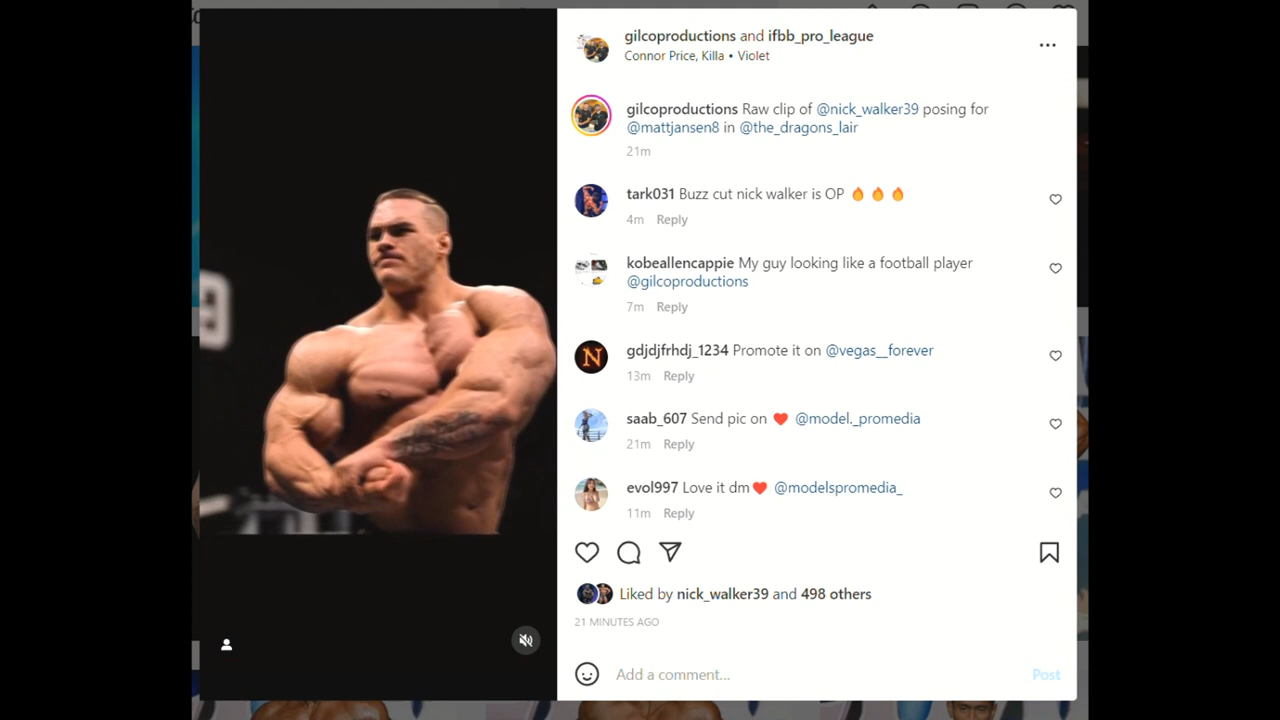 gilcoproductions and ifbb_pro_league
Connor Price, Killa • Violet
gilcoproductions Raw clip of @nick_walker39 posing for
@mattjansen8 in @the_dragons_lair
21m
tark031 Buzz cut nick walker is OP 🔥 🔥 🔥
4m Reply
kobeallencappie My guy looking like a football player
@gilcoproductions
7m Reply
N
gdjdjfrhdj_1234 Promote it on @vegas__forever
13m Reply
saab_607 Send pic on ♥️ @model._promedia
21m Reply
evol997 Love it dm♥️ @modelspromedia_
11m Reply
Liked by nick_walker39 and 498 others
21 MINUTES AGO
Add a comment...
Post